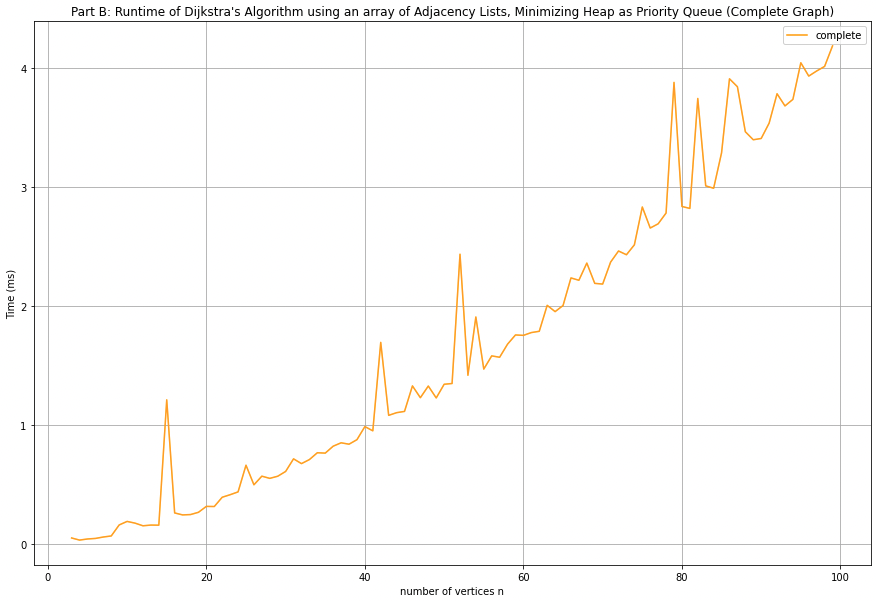 Part B: Runtime of Dijkstra's Algorithm using an array of Adjacency Lists, Minimizing Heap as Priority Queue (Complete Graph)
complete
4
3
2
1
0
Time (ms)
0 20 40 60 80 100
number of vertices n